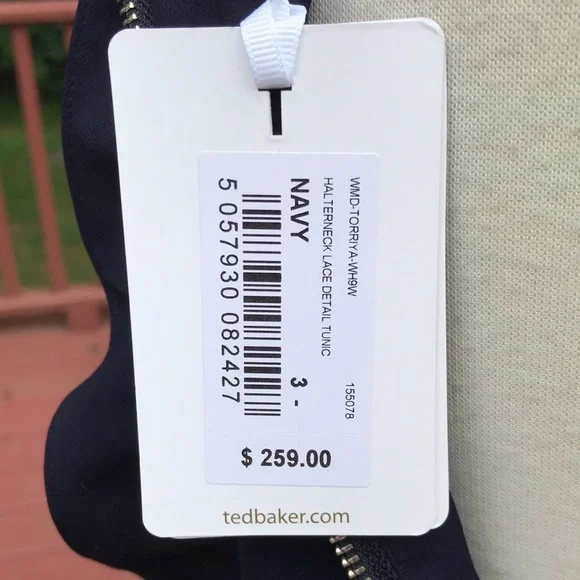 WMD-TORRIYA-WH9W
HALTERNECK LACE DETAIL TUNIC
155078
NAVY
3 -
5 057930 082427
$ 259.00
tedbaker.com